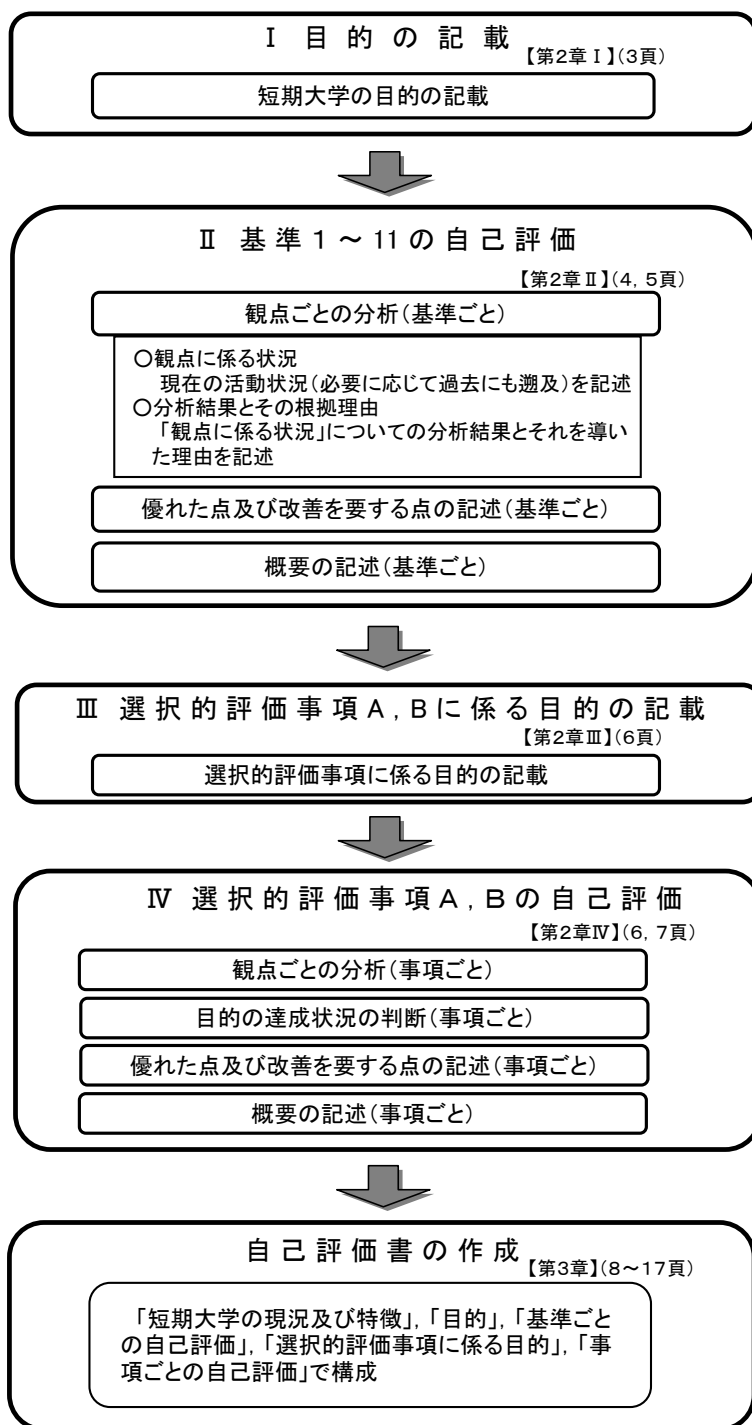 Ⅰ 目的の記載
【第2章Ⅰ】(3頁)
短期大学の目的の記載
Ⅱ 基準1～11の自己評価
【第2章Ⅱ】(4,5頁)
観点ごとの分析(基準ごと)
○観点に係る状況
現在の活動状況(必要に応じて過去にも遡及)を記述
○分析結果とその根拠理由
「観点に係る状況」についての分析結果とそれを導い
た理由を記述
優れた点及び改善を要する点の記述(基準ごと)
概要の記述(基準ごと)
Ⅲ 選択的評価事項A,Bに係る目的の記載
【第2章Ⅲ】(6頁)
選択的評価事項に係る目的の記載
Ⅳ 選択的評価事項A,Bの自己評価
【第2章Ⅳ】(6,7頁)
観点ごとの分析(事項ごと)
目的の達成状況の判断(事項ごと)
優れた点及び改善を要する点の記述(事項ごと)
概要の記述(事項ごと)
自己評価書の作成
【第3章】(8～17頁)
「短期大学の現況及び特徴」,「目的」,「基準ごと
の自己評価」,「選択的評価事項に係る目的」,「事
項ごとの自己評価」で構成